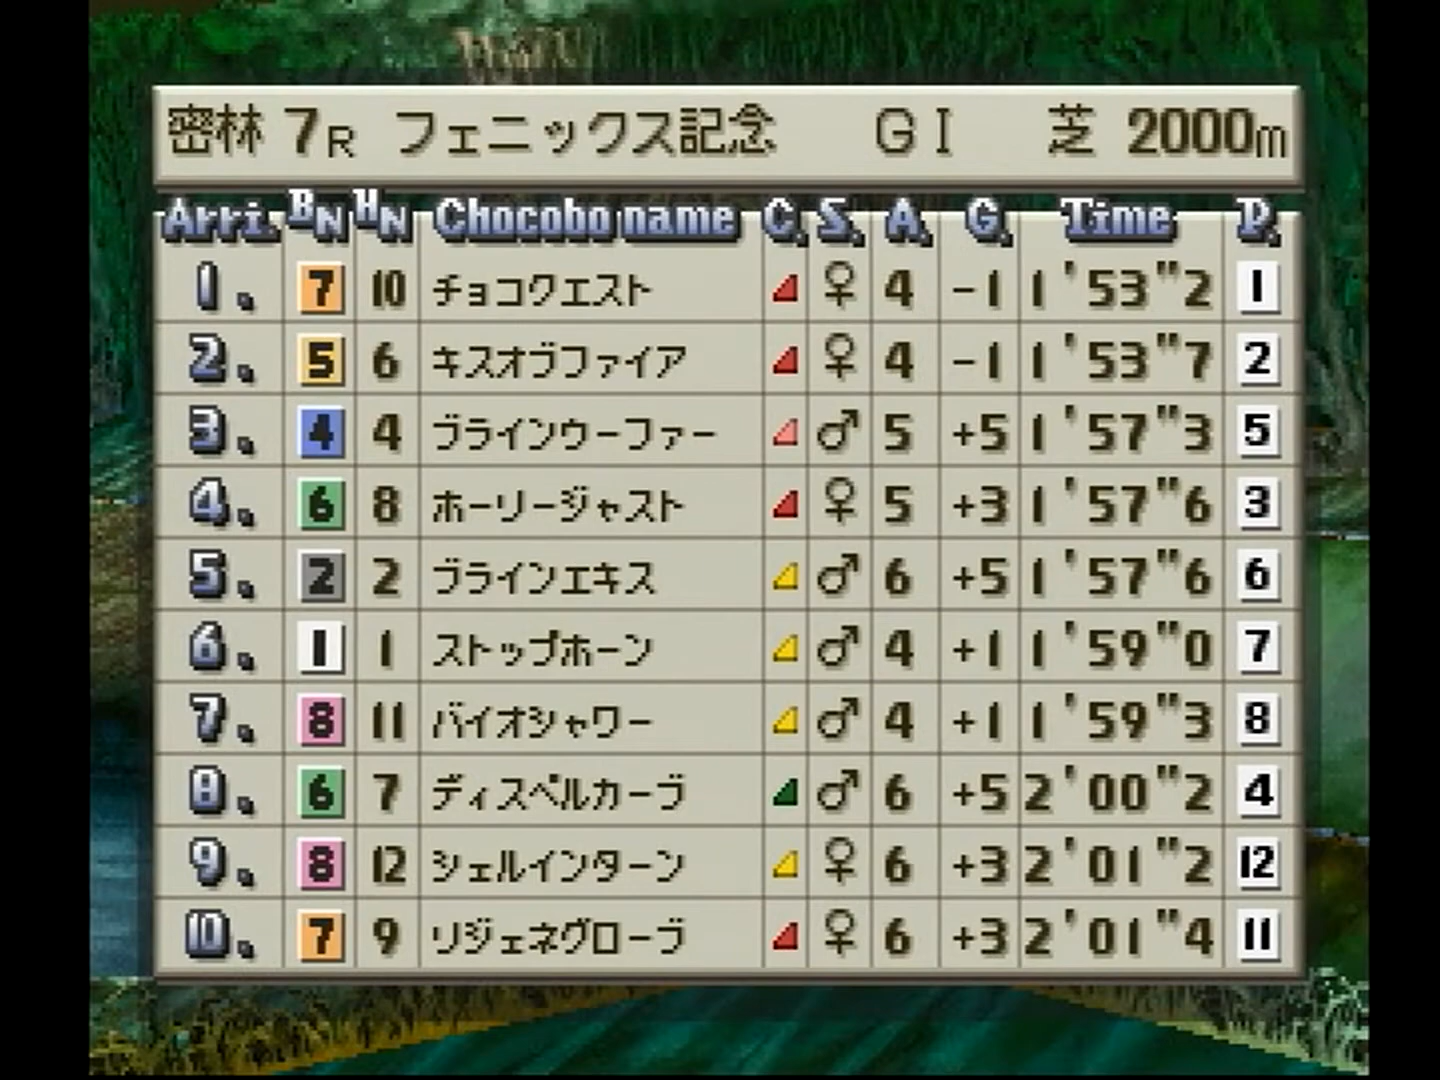 密林 7R フェニックス記念 GⅠ 芝 2000m
Arri. BN HN Chocobo name C. S. A. G. Time P.
1. 7 10 チョコクエスト ♀ 4 -1 1'53"2 1
2. 5 6 キスオブファイア ♀ 4 -1 1'53"7 2
3. 4 4 ブラインウーファー ♂ 5 +5 1'57"3 5
4. 6 8 ホーリージャスト ♀ 5 +3 1'57"6 3
5. 2 2 ブラインエキス ♂ 6 +5 1'57"6 6
6. 1 1 ストップホーン ♂ 4 +1 1'59"0 7
7. 8 11 バイオシャワー ♂ 4 +1 1'59"3 8
8. 6 7 ディスペルカーブ ♂ 6 +5 2'00"2 4
9. 8 12 シェルインターン ♀ 6 +3 2'01"2 12
10. 7 9 リジェネグローブ ♀ 6 +3 2'01"4 11